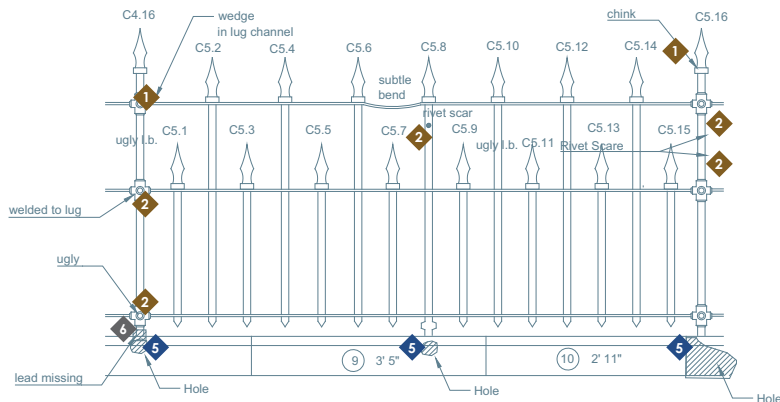 C4.16
wedge
in lug channel
chink
C5.16
C5.2
C5.4
C5.6
C5.8
C5.10
C5.12
C5.14
1
subtle
bend
1
rivet scar
2
2
ugly l.b.
C5.1
C5.3
C5.5
C5.7
C5.9
ugly l.b.
C5.11
C5.13
Rivet Scare
C5.15
2
2
welded to lug
ugly
2
6
5
9
3' 5"
5
10
2' 11"
5
lead missing
Hole
Hole
Hole